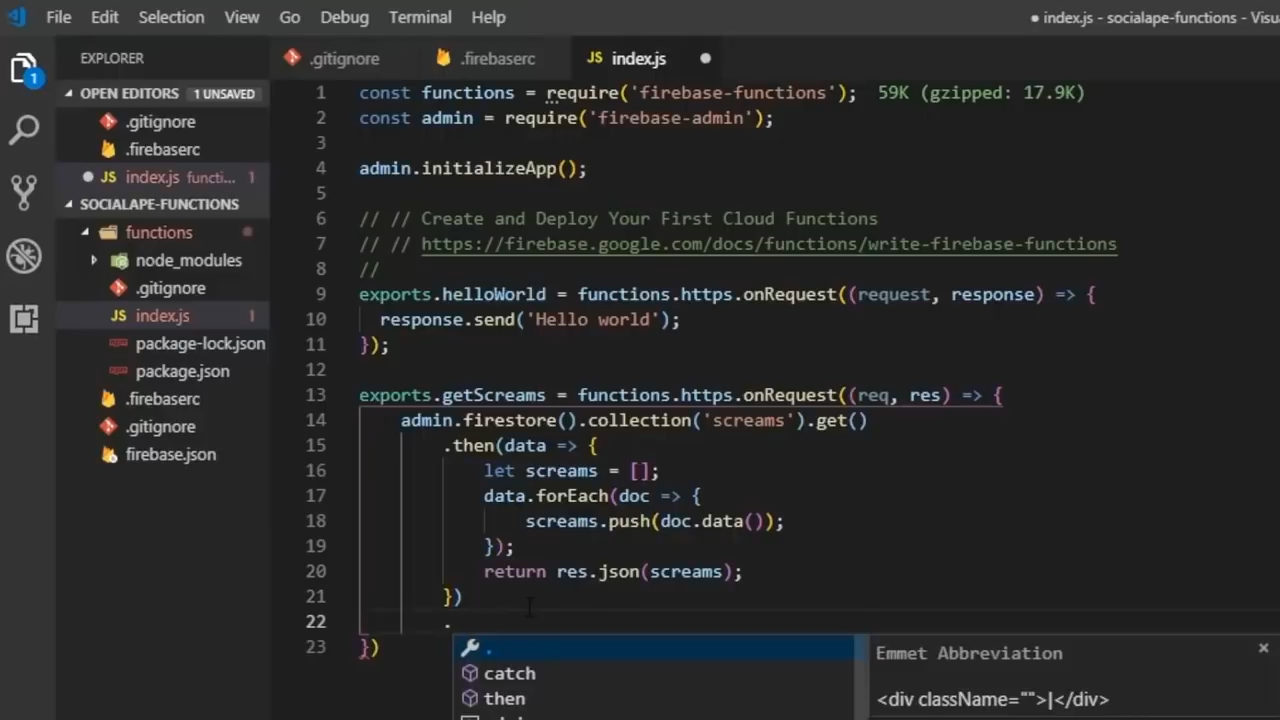 File Edit Selection View Go Debug Terminal Help ● index.js - socialape-functions - Visu
EXPLORER
.gitignore .firebaserc JS index.js
OPEN EDITORS 1 UNSAVED
.gitignore
.firebaserc
JS index.js functi... 1
SOCIALAPE-FUNCTIONS
functions
node_modules
.gitignore
JS index.js 1
package-lock.json
package.json
.firebaserc
.gitignore
firebase.json
1
1 const functions = require('firebase-functions'); 59K (gzipped: 17.9K)
2 const admin = require('firebase-admin');
3
4 admin.initializeApp();
5
6 // // Create and Deploy Your First Cloud Functions
7 // // https://firebase.google.com/docs/functions/write-firebase-functions
8 //
9 exports.helloWorld = functions.https.onRequest((request, response) => {
10 response.send('Hello world');
11 });
12
13 exports.getScreams = functions.https.onRequest((req, res) => {
14 admin.firestore().collection('screams').get()
15 .then(data => {
16 let screams = [];
17 data.forEach(doc => {
18 screams.push(doc.data());
19 });
20 return res.json(screams);
21 })
22 .
23 })
.
catch
then
Emmet Abbreviation
<div className="">|</div>